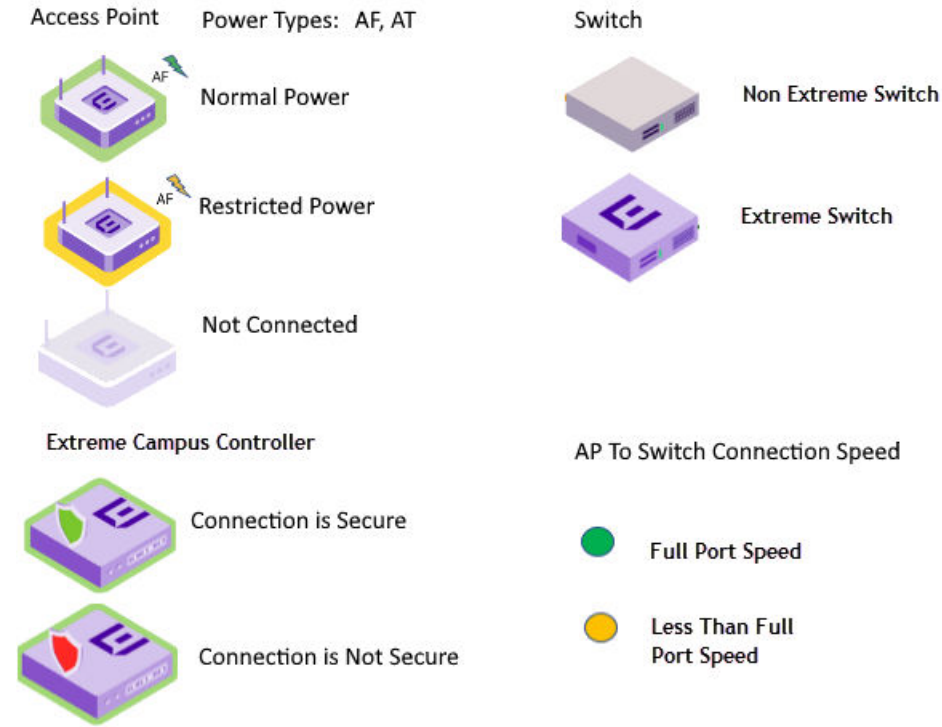 Access Point
Power Types: AF, AT
Switch
AF
Normal Power
Non Extreme Switch
AF
Restricted Power
Extreme Switch
Not Connected
Extreme Campus Controller
AP To Switch Connection Speed
Connection is Secure
Full Port Speed
Less Than Full
Port Speed
Connection is Not Secure